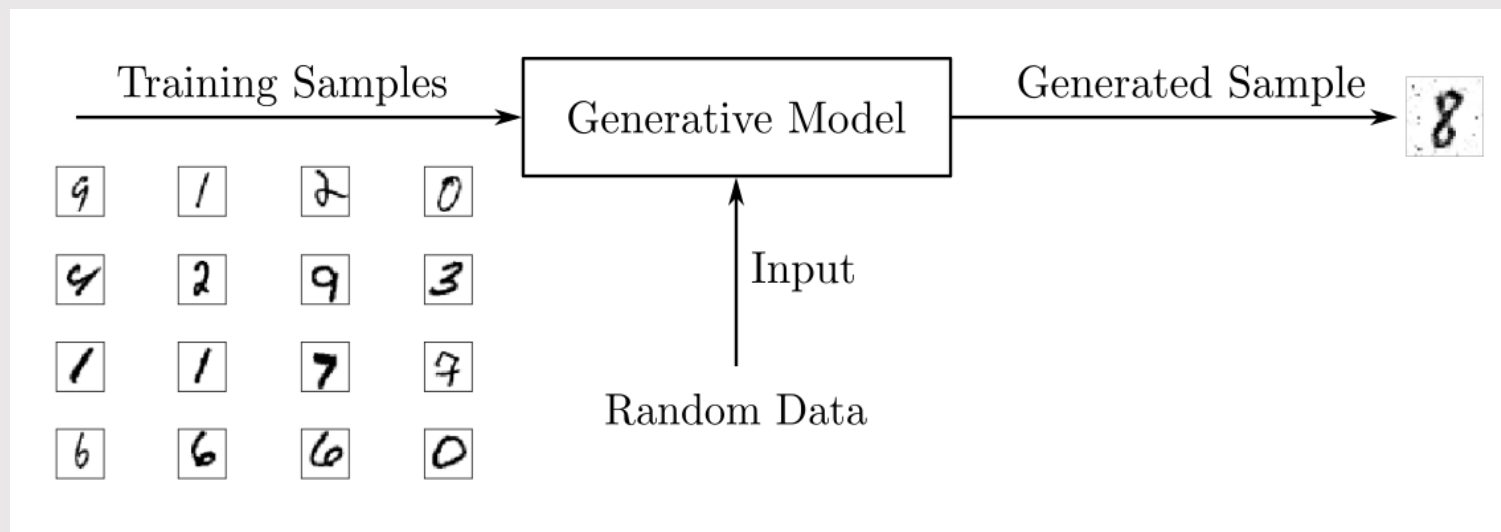 Training Samples
Generative Model
Generated Sample
8
9 1 2 0
4 2 9 3
Input
1 1 7 7
Random Data
6 6 6 0